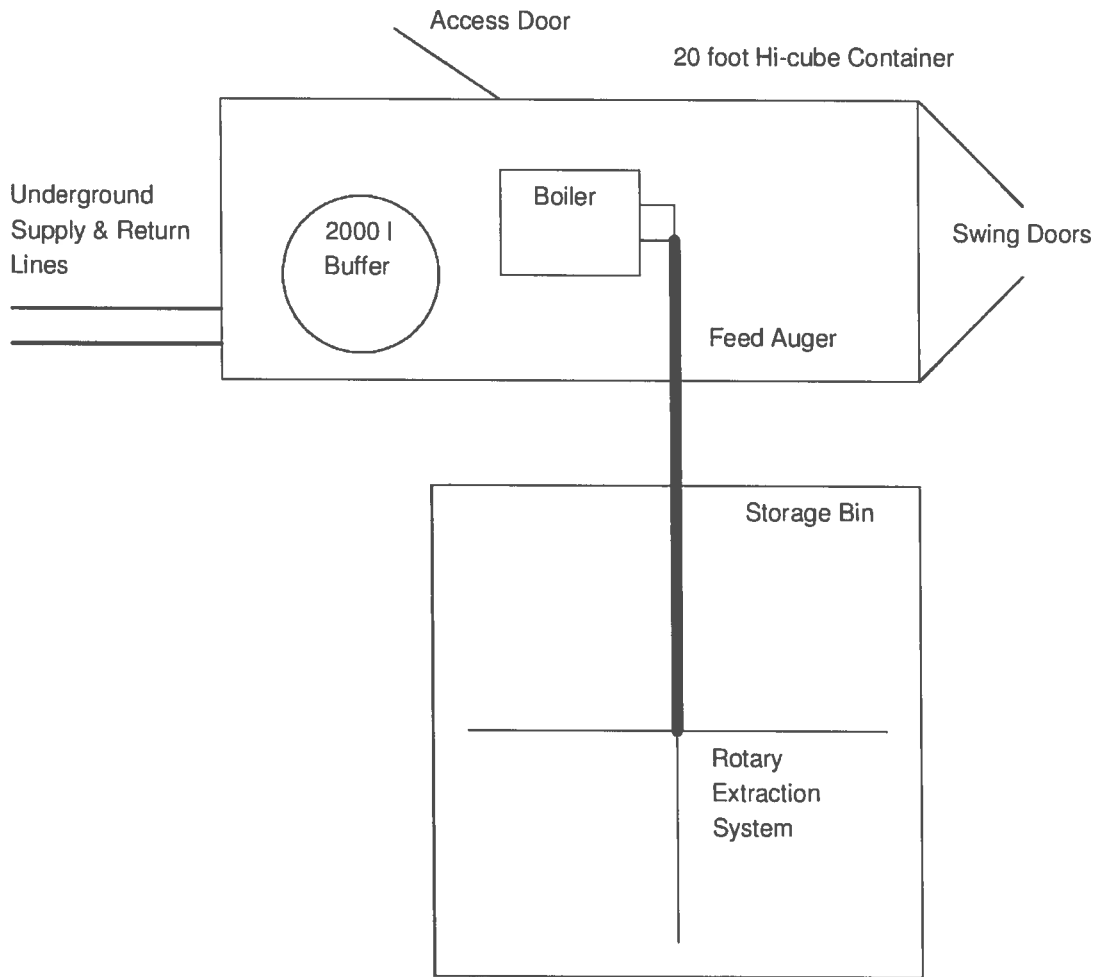 Access Door
20 foot Hi-cube Container
Underground
Supply & Return
Lines
2000 l
Buffer
Boiler
Swing Doors
Feed Auger
Storage Bin
Rotary
Extraction
System